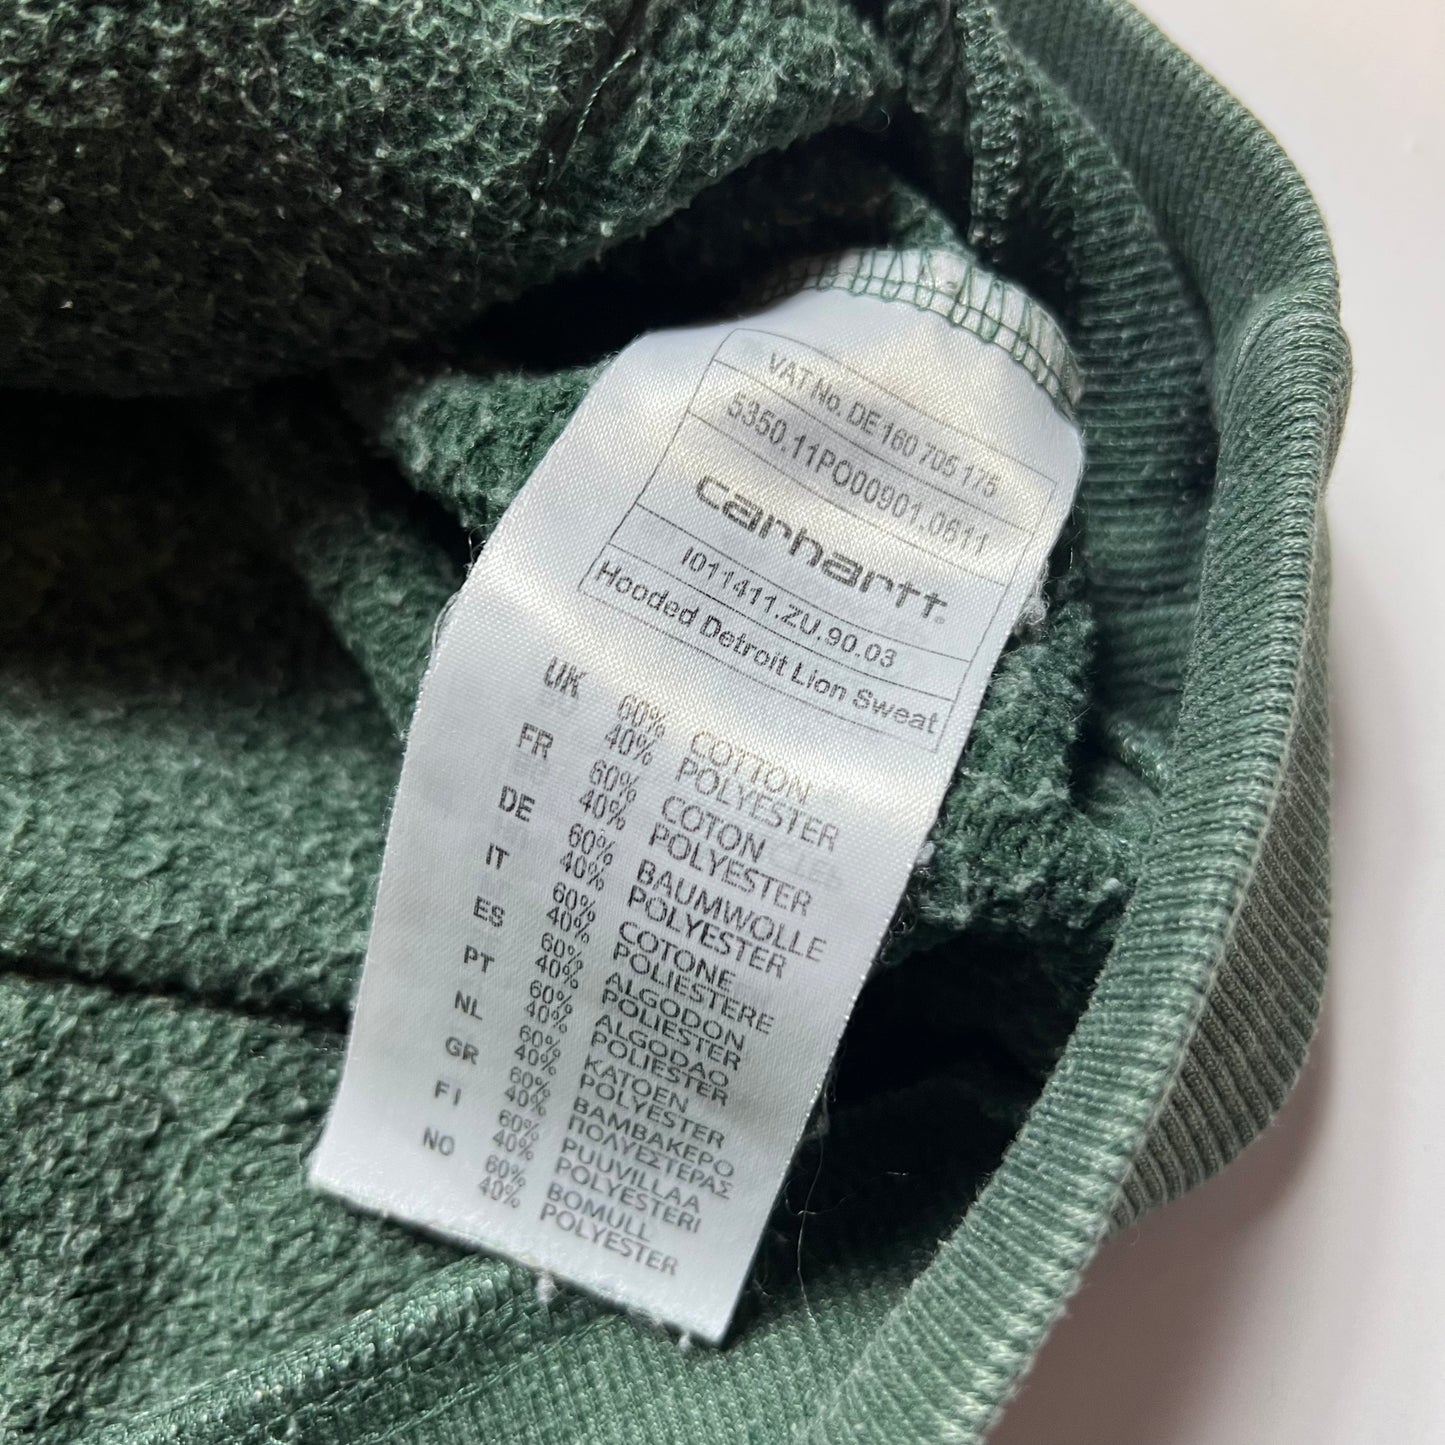 VAT No. DE 160 705 175
5350.11PO00901.0611
carhartt
I011411.ZU.90.03
Hooded Detroit Lion Sweat
UK 60% COTTON
40% POLYESTER
FR 60% COTON
40% POLYESTER
DE 60% BAUMWOLLE
40% POLYESTER
IT 60% COTONE
40% POLIESTERE
ES 60% ALGODON
40% POLIESTER
PT 60% ALGODAO
40% POLIESTER
NL 60% KATOEN
40% POLYESTER
GR 60% ΒΑΜΒΑΚΕΡΟ
40% ΠΟΛΥΕΣΤΕΡΑΣ
FI 60% PUUVILLAA
40% POLYESTERI
NO 60% BOMULL
40% POLYESTER